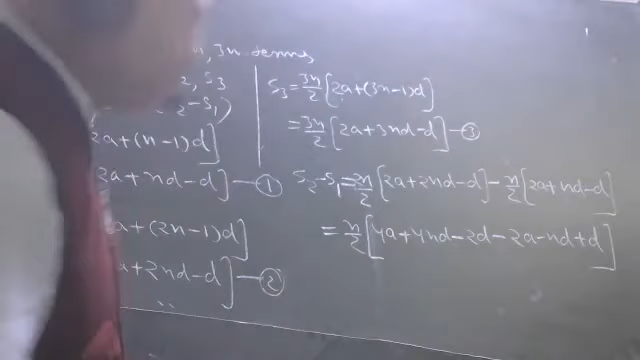 n, 3n terms
2, S₃
2-S₁)
2a+(n-1)d]
2a+nd-d]—①
a+(2n-1)d]
a+2nd-d]—②
S₃=3n/2[2a+(3n-1)d]
=3n/2[2a+3nd-d]—③
S₂-S₁=2n/2[2a+2nd-d]-n/2[2a+nd-d]
=n/2[4a+4nd-2d-2a-nd+d]